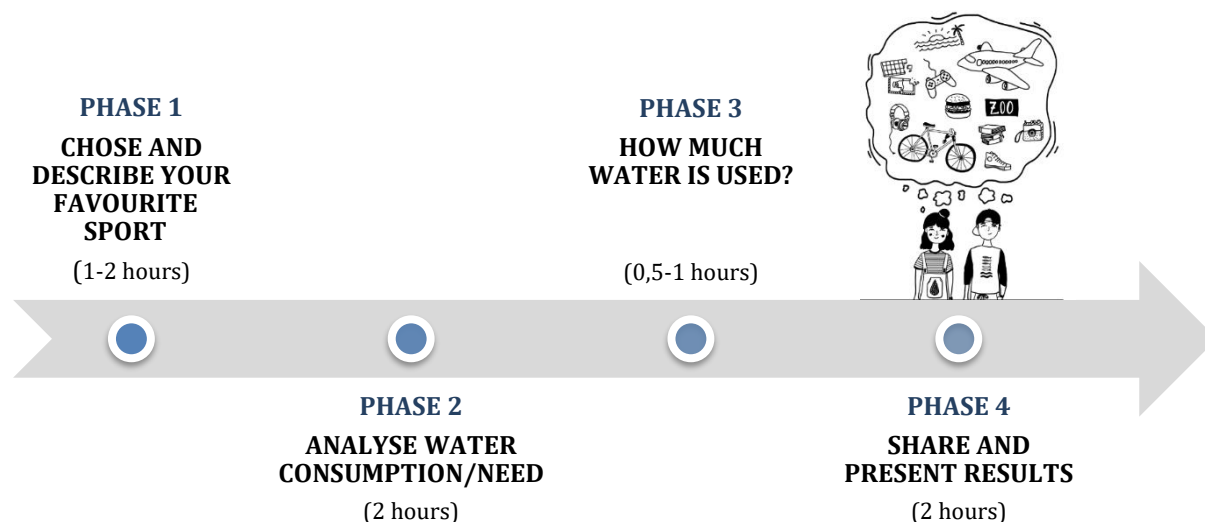 PHASE 1
CHOSE AND
DESCRIBE YOUR
FAVOURITE
SPORT
(1-2 hours)
PHASE 2
ANALYSE WATER
CONSUMPTION/NEED
(2 hours)
PHASE 3
HOW MUCH
WATER IS USED?
(0,5-1 hours)
ZOO
PHASE 4
SHARE AND
PRESENT RESULTS
(2 hours)